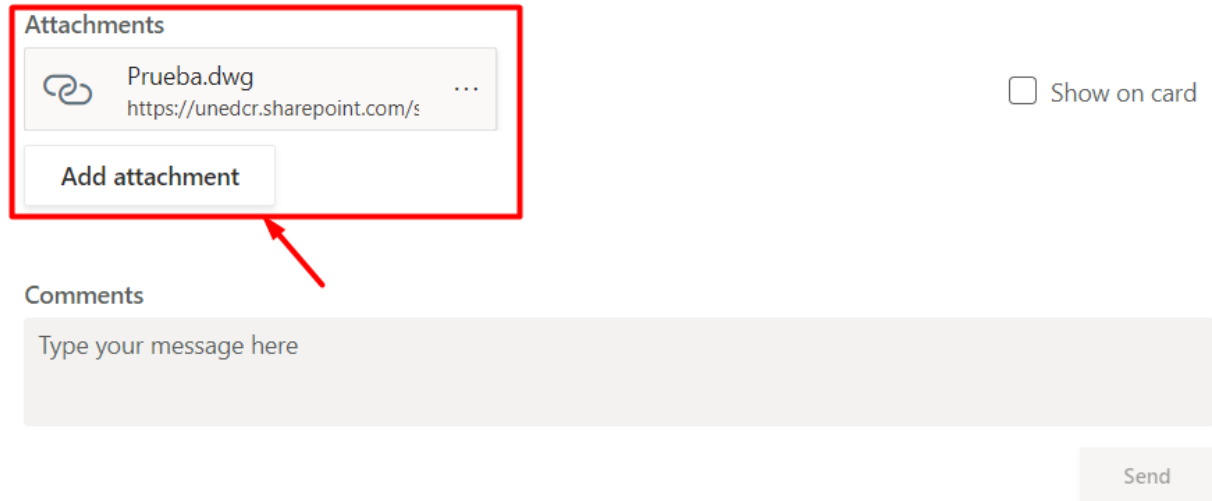 Attachments
Prueba.dwg
https://unedcr.sharepoint.com/s
...
Show on card
Add attachment
Comments
Type your message here
Send